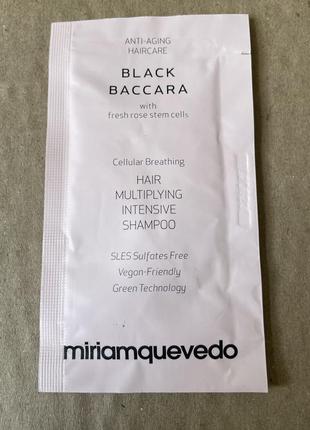 ANTI-AGING
HAIRCARE
BLACK
BACCARA
with
fresh rose stem cells
Cellular Breathing
HAIR
MULTIPLYING
INTENSIVE
SHAMPOO
SLES Sulfates Free
Vegan-Friendly
Green Technology
miriamquevedo